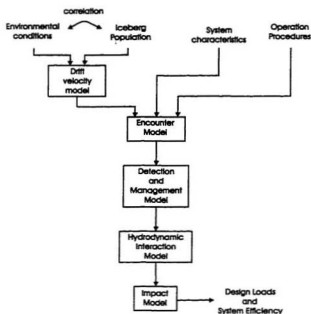 correlation
Environmental
conditions
Iceberg
Population
System
characteristics
Operation
Procedures
Drift
velocity
model
Encounter
Model
Detection
and
Management
Model
Hydrodynamic
Interaction
Model
Impact
Model
Design Loads
and
System Efficiency